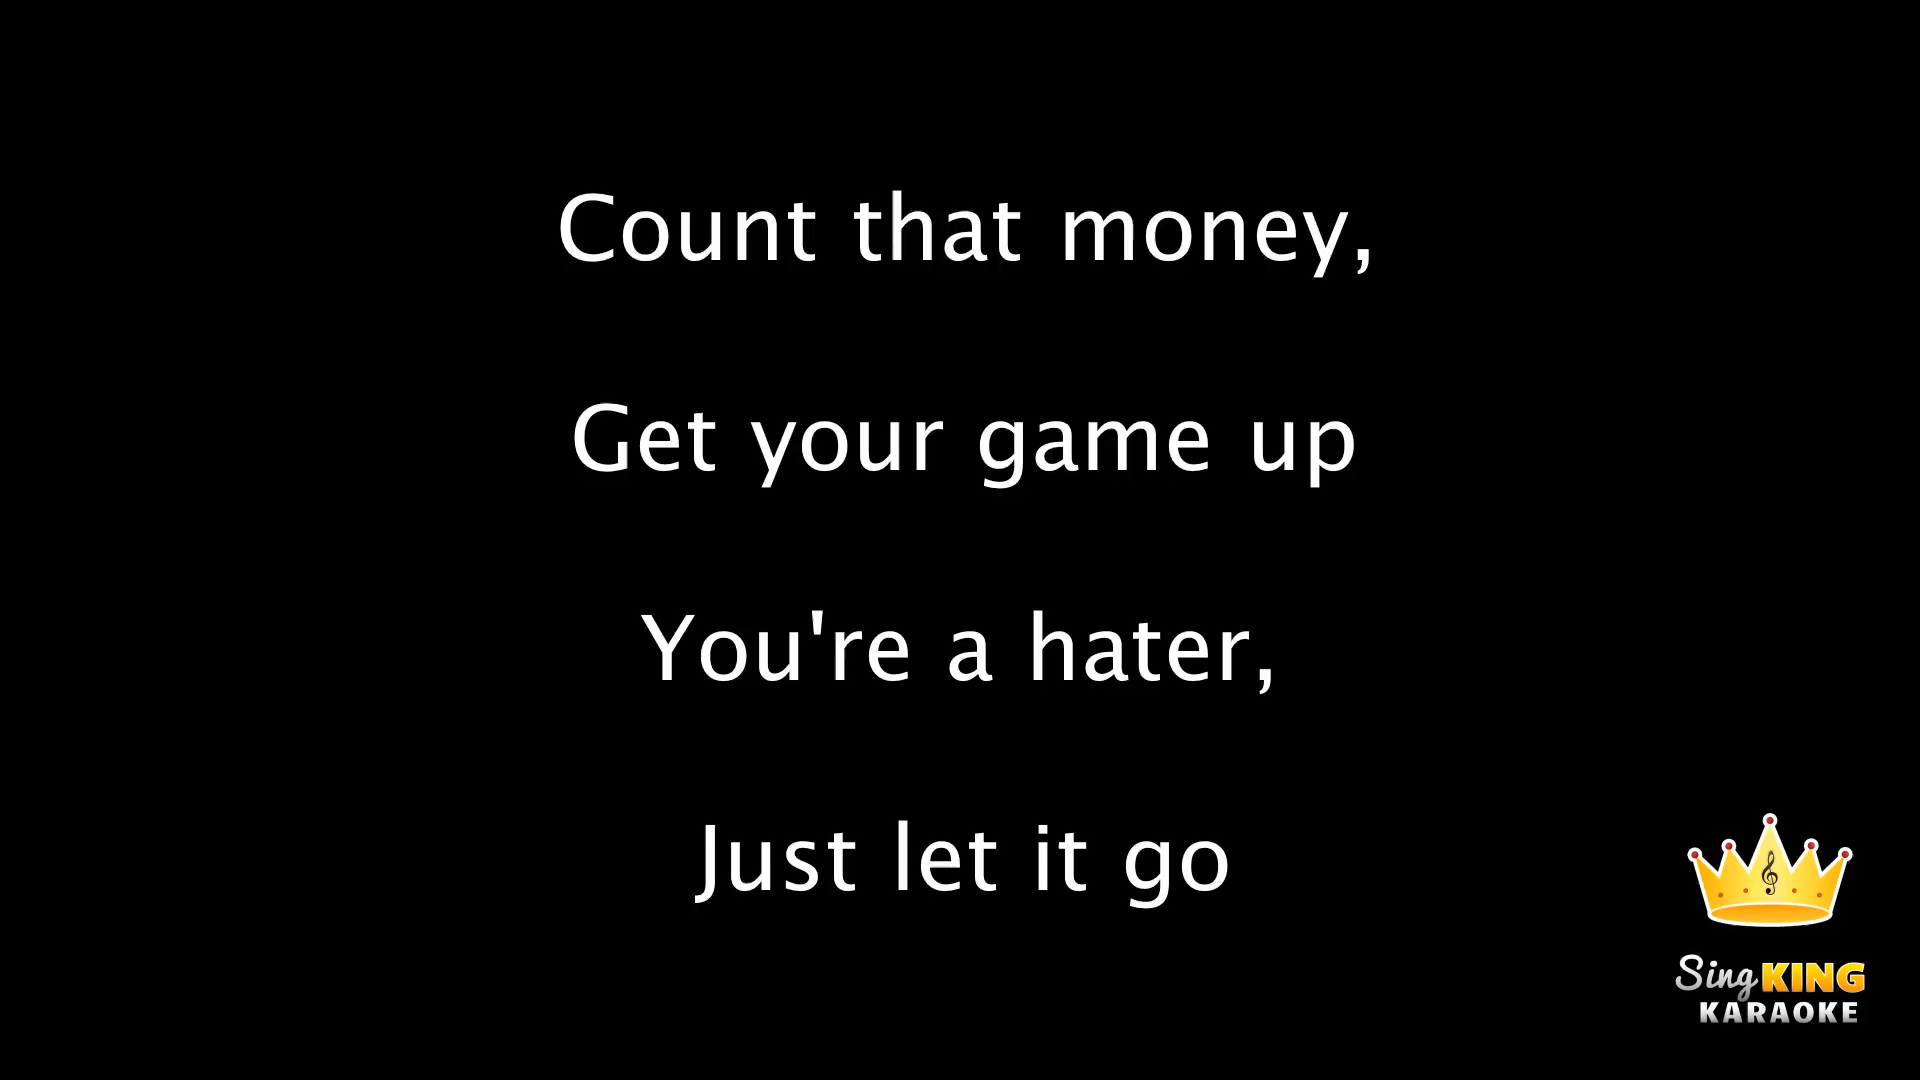 Count that money,
Get your game up
You're a hater,
Just let it go
Sing KING
KARAOKE